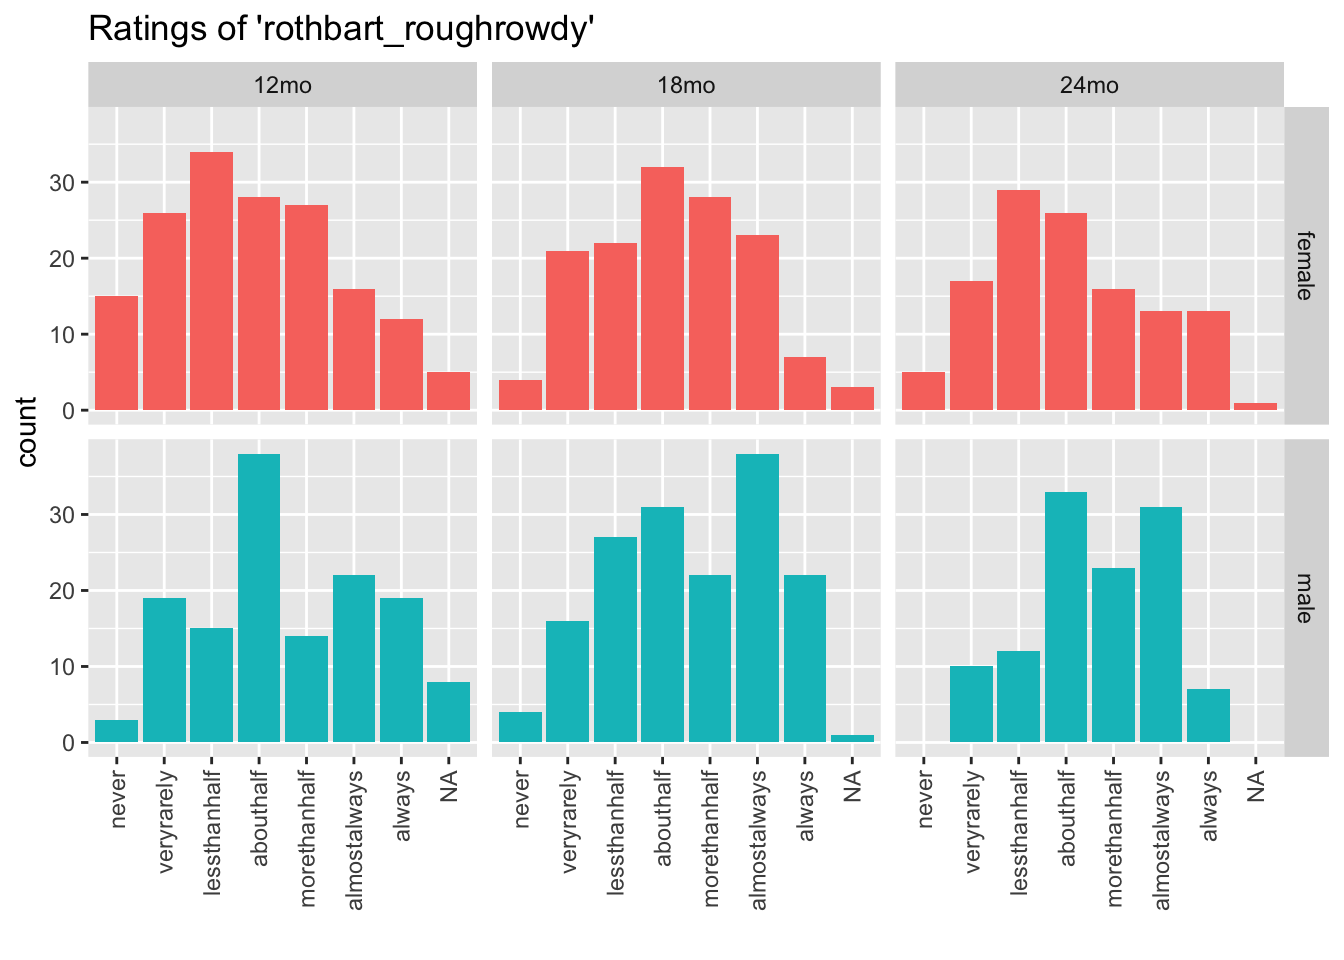 Ratings of 'rothbart_roughrowdy'
12mo 18mo 24mo
count
30
20
10
0
female
30
20
10
0
male
never veryrarely lessthanhalf abouthalf morethanhalf almostalways always NA never veryrarely lessthanhalf abouthalf morethanhalf almostalways always NA never veryrarely lessthanhalf abouthalf morethanhalf almostalways always NA